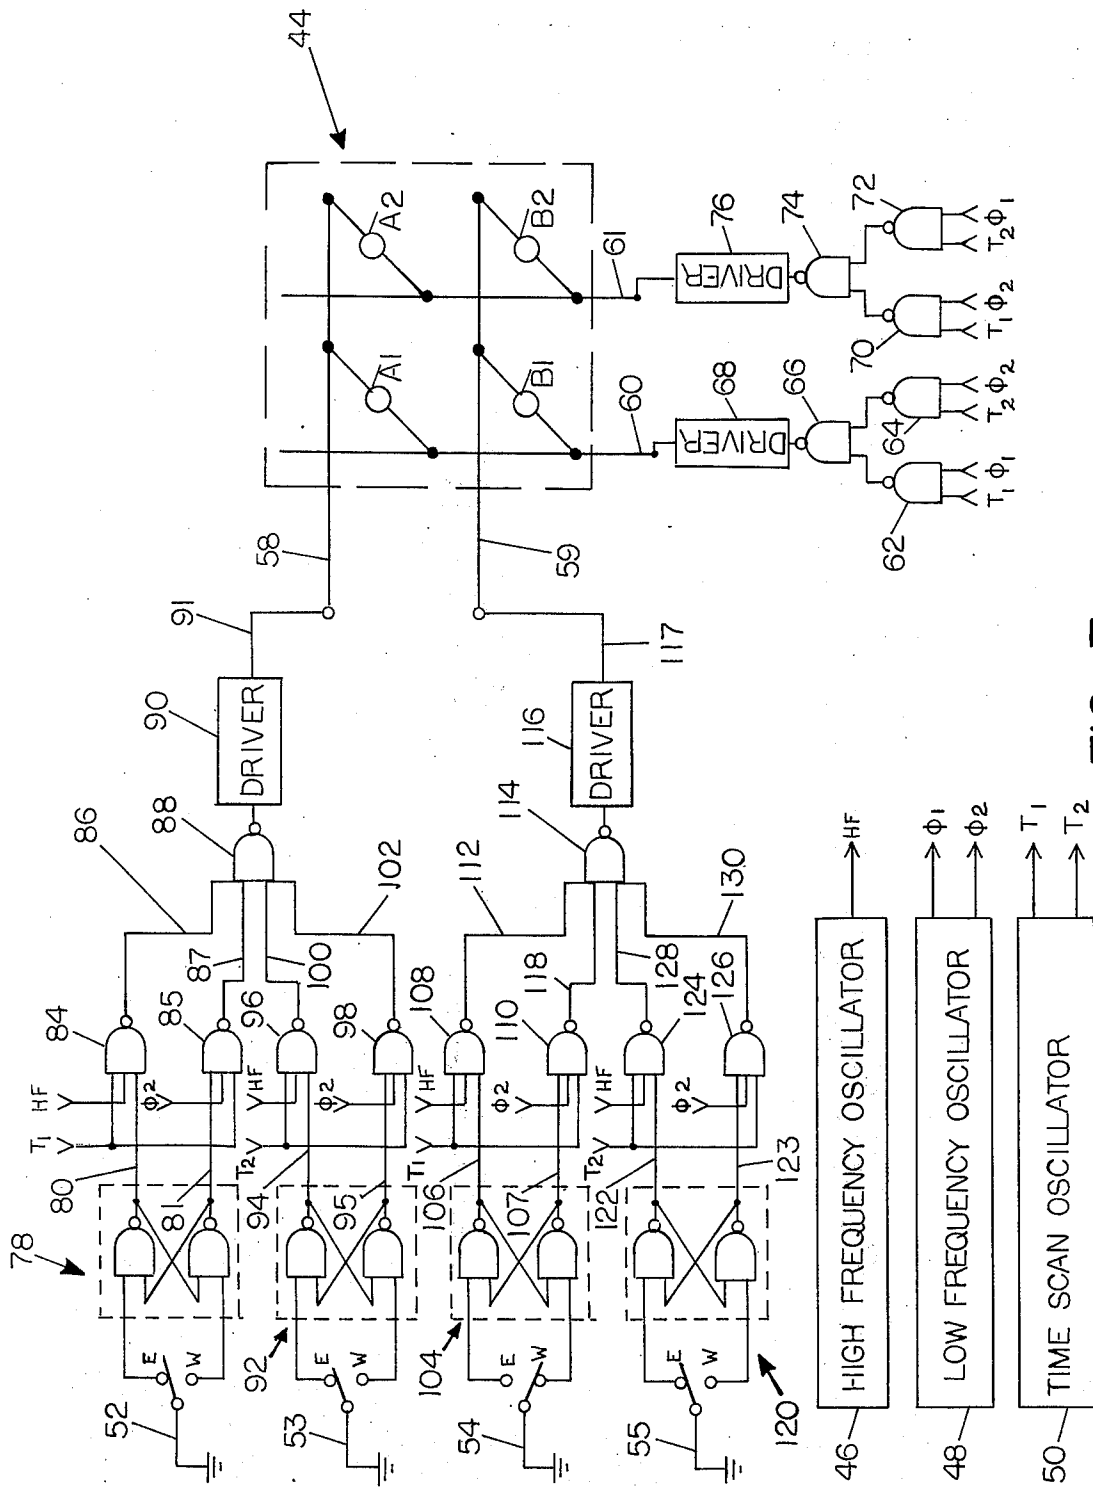 44
52
E
W
78
80
81
T1
HF
84
Φ2
85
86
87
88
DRIVER
90
91
58
A1
A2
53
E
W
92
94
95
T2
HF
96
Φ2
98
100
102
54
E
W
104
106
107
T1
HF
108
Φ2
110
112
118
114
DRIVER
116
117
59
B1
B2
55
E
W
120
122
123
T2
HF
124
Φ2
126
128
130
60
DRIVER
68
66
62
64
T1 Φ1
T2 Φ2
61
DRIVER
76
74
70
72
T1 Φ2
T2 Φ1
46
HIGH FREQUENCY OSCILLATOR
HF
48
LOW FREQUENCY OSCILLATOR
Φ1
Φ2
50
TIME SCAN OSCILLATOR
T1
T2